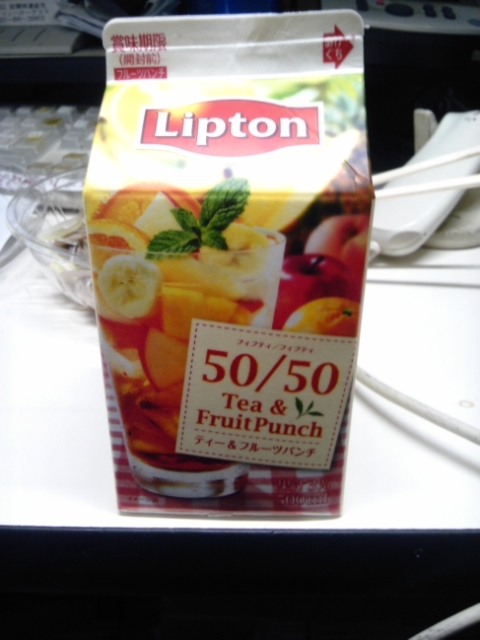 賞味期限
(開封前)
フルーツパンチ
Lipton
フィフティ/フィフティ
50/50
Tea &
Fruit Punch
ティー&フルーツパンチ